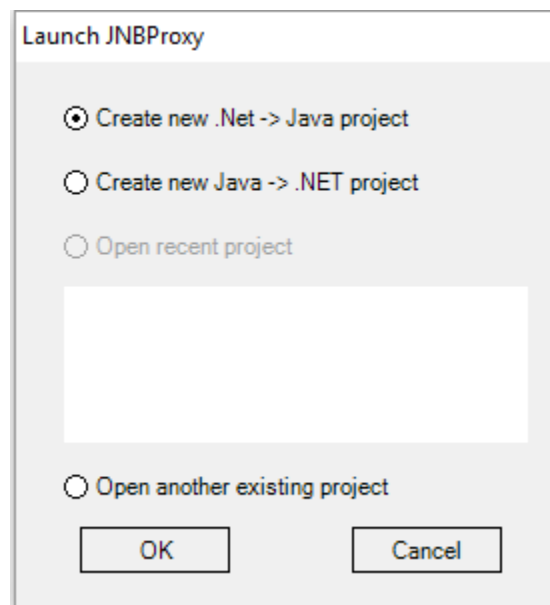 Launch JNBProxy
Create new .Net -> Java project
Create new Java -> .NET project
Open recent project
Open another existing project
OK
Cancel